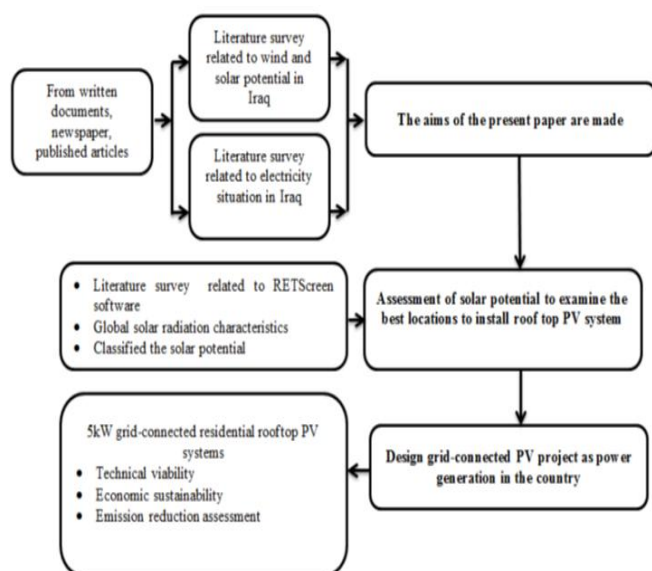 Literature survey
related to wind and
solar potential in
Iraq
From written
documents,
newspaper,
published articles
The aims of the present paper are made
Literature survey
related to electricity
situation in Iraq
• Literature survey related to RETScreen
software
• Global solar radiation characteristics
• Classified the solar potential
Assessment of solar potential to examine the
best locations to install roof top PV system
5kW grid-connected residential rooftop PV
systems
• Technical viability
• Economic sustainability
• Emission reduction assessment
Design grid-connected PV project as power
generation in the country